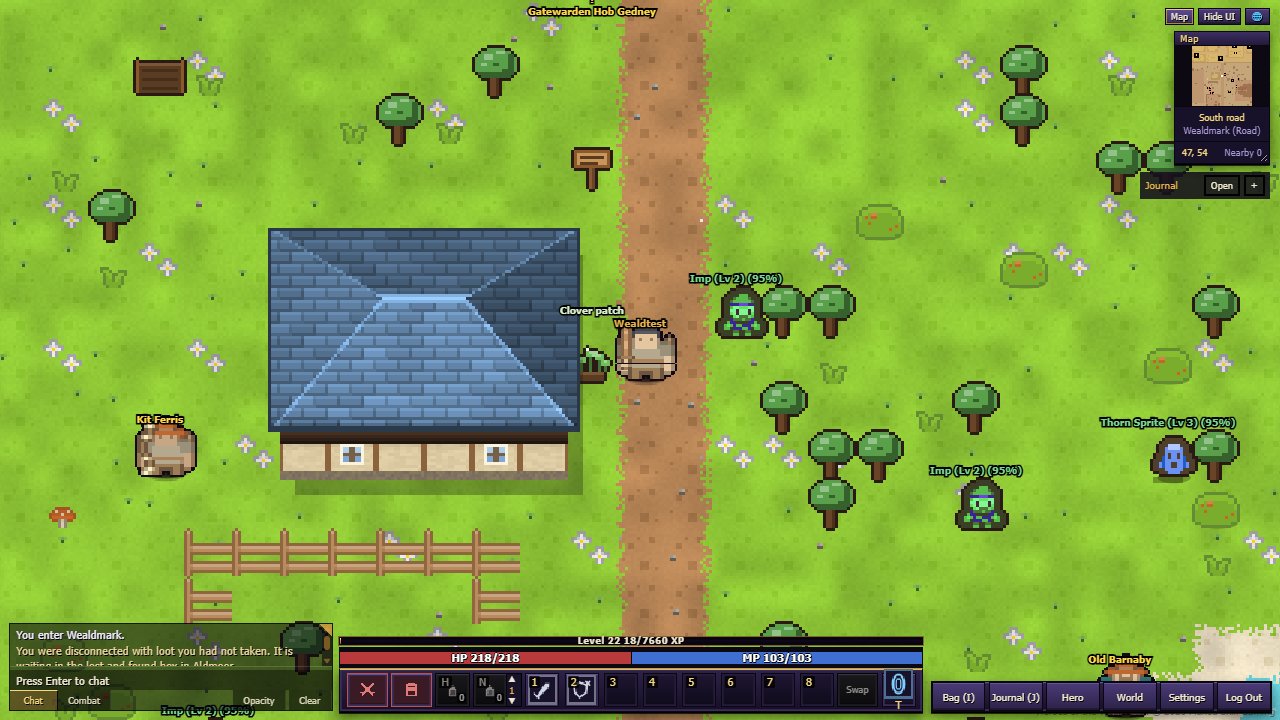 Gatewarden Hob Gedney
Map
Hide UI
Map
South road
Wealdmark (Road)
47, 54
Nearby 0
Journal
Open
+
Imp (Lv 2) (95%)
Clover patch
Wealdtest
Kit Ferris
Thorn Sprite (Lv 3) (95%)
Imp (Lv 2) (95%)
You enter Wealdmark.
You were disconnected with loot you had not taken. It is
waiting in the loot and found box in Aldmoor.
Press Enter to chat
Chat
Combat
Opacity
Clear
Imp (Lv 2) (95%)
Level 22 18/7660 XP
HP 218/218
MP 103/103
H
0
N
0
1
1
2
3
4
5
6
7
8
Swap
T
Old Barnaby
Bag (I)
Journal (J)
Hero
World
Settings
Log Out